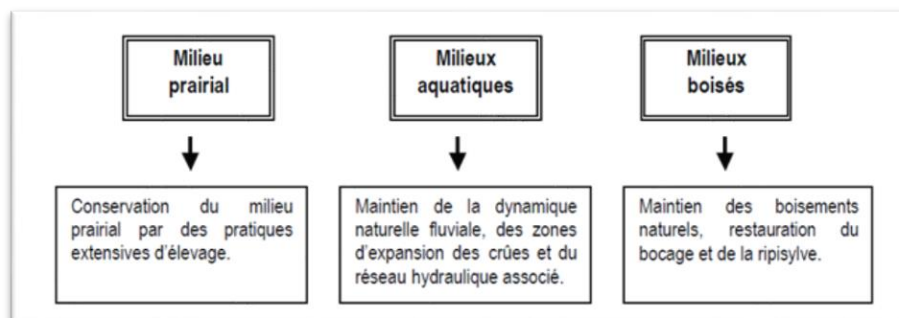 Milieu
prairial
Milieux
aquatiques
Milieux
boisés
Conservation du milieu
prairial par des pratiques
extensives d'élevage.
Maintien de la dynamique
naturelle fluviale, des zones
d'expansion des crûes et du
réseau hydraulique associé.
Maintien des boisements
naturels, restauration du
bocage et de la ripisylve.